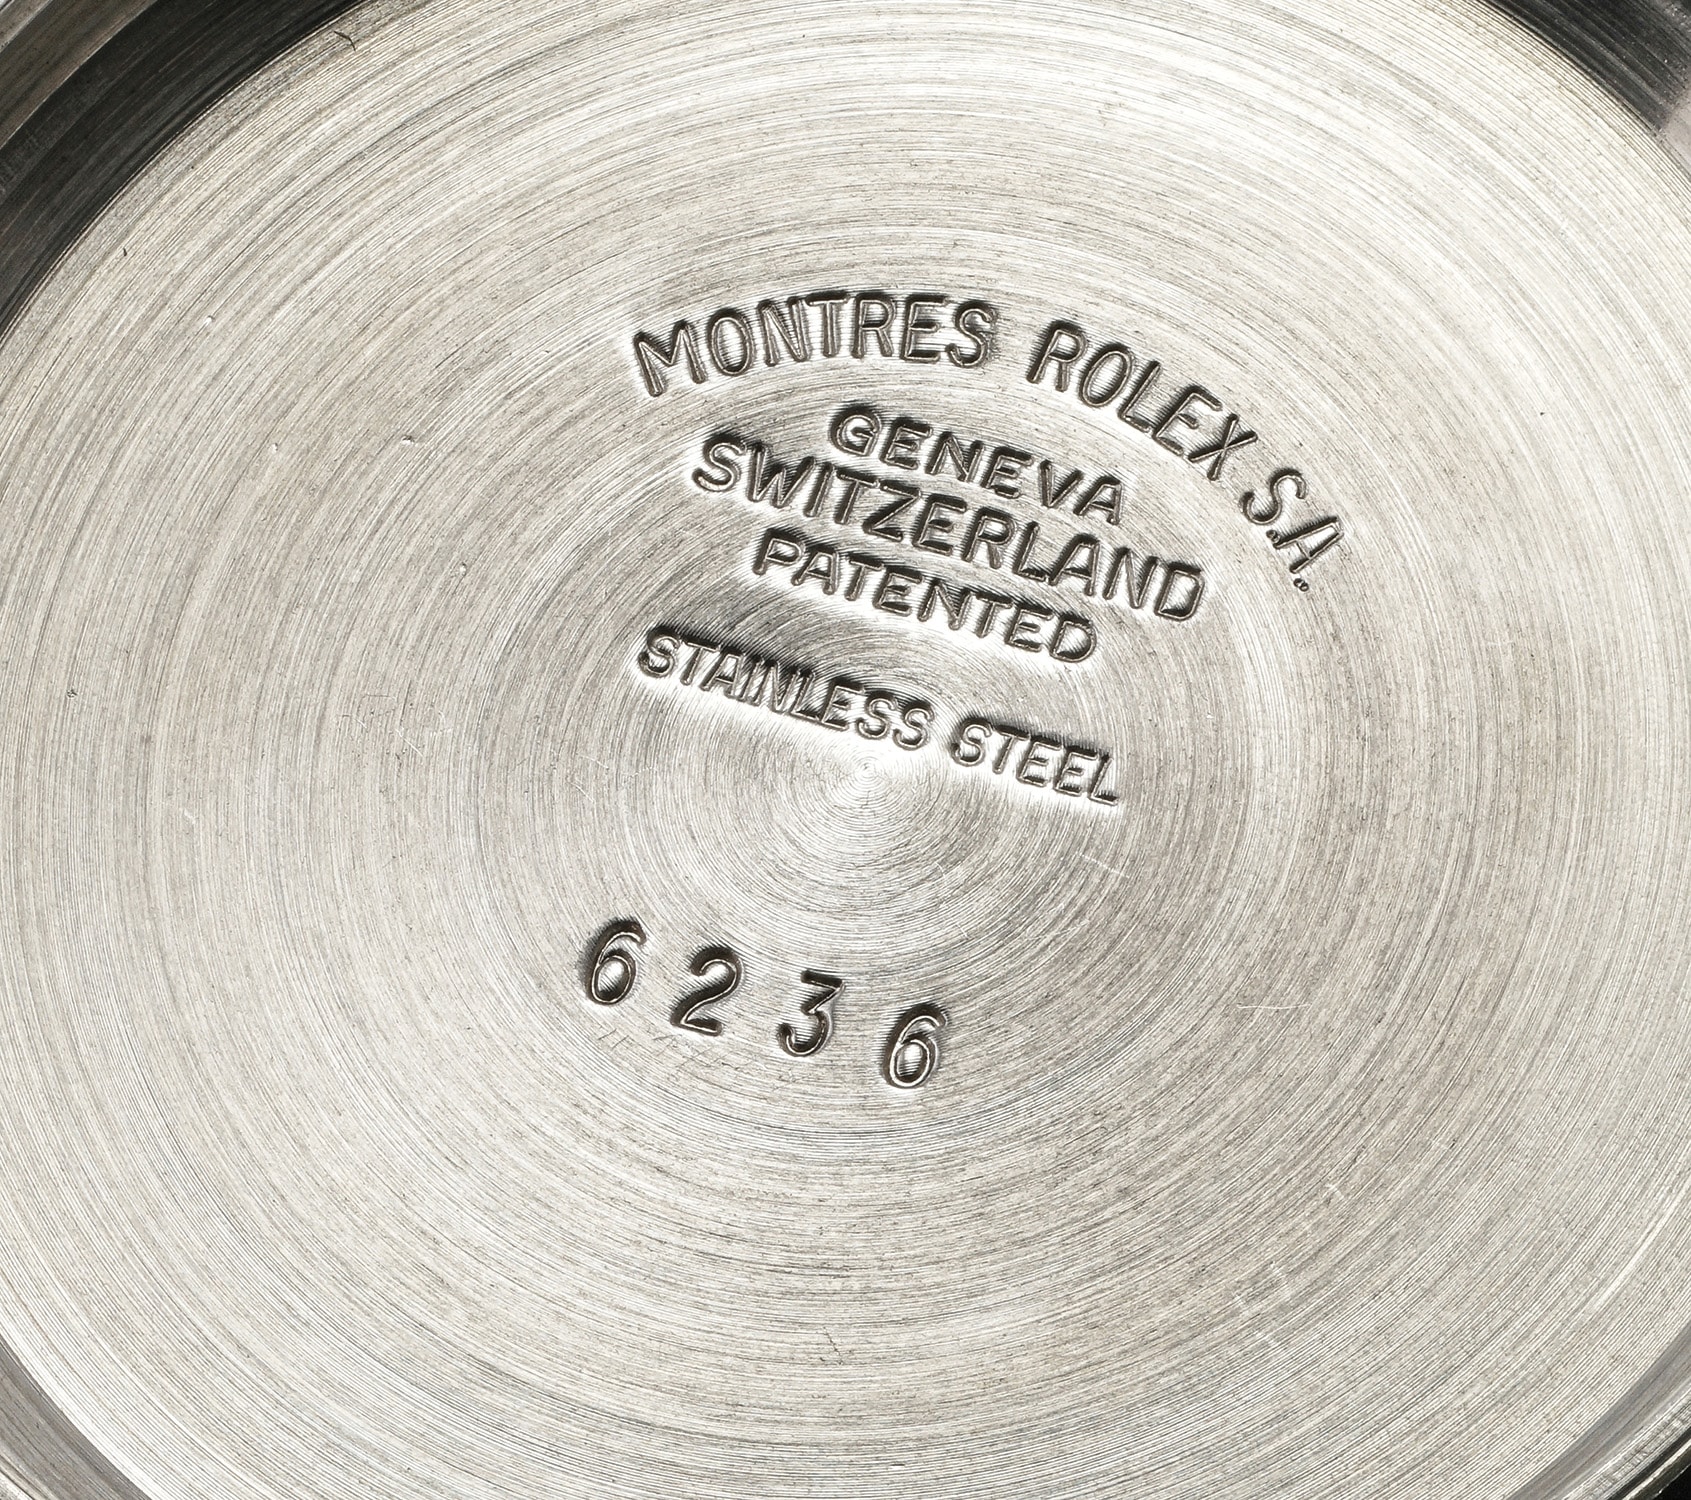 MONTRES ROLEX S.A.
GENEVA
SWITZERLAND
PATENTED
STAINLESS STEEL
6236